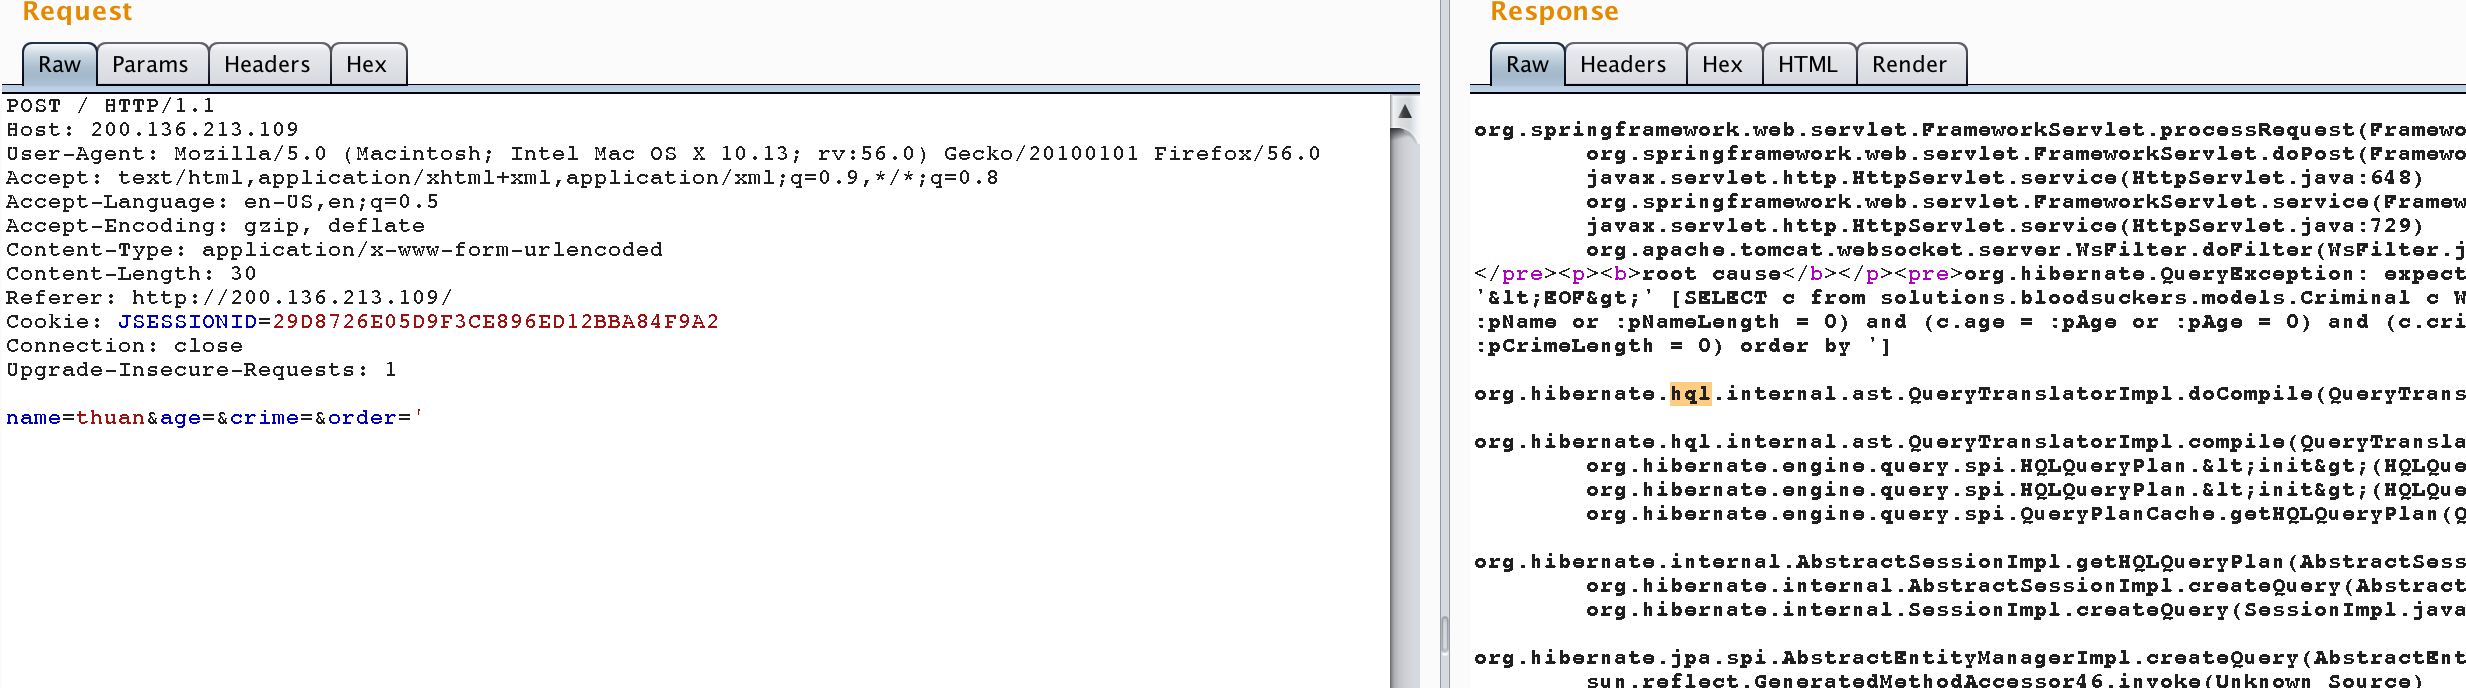 Request
Raw Params Headers Hex
POST / HTTP/1.1
Host: 200.136.213.109
User-Agent: Mozilla/5.0 (Macintosh; Intel Mac OS X 10.13; rv:56.0) Gecko/20100101 Firefox/56.0
Accept: text/html,application/xhtml+xml,application/xml;q=0.9,*/*;q=0.8
Accept-Language: en-US,en;q=0.5
Accept-Encoding: gzip, deflate
Content-Type: application/x-www-form-urlencoded
Content-Length: 30
Referer: http://200.136.213.109/
Cookie: JSESSIONID=29D8726E05D9F3CE896ED12BBA84F9A2
Connection: close
Upgrade-Insecure-Requests: 1
name=thuan&age=&crime=&order='
Response
Raw Headers Hex HTML Render
org.springframework.web.servlet.FrameworkServlet.processRequest(Framewo
org.springframework.web.servlet.FrameworkServlet.doPost(Framewo
javax.servlet.http.HttpServlet.service(HttpServlet.java:648)
org.springframework.web.servlet.FrameworkServlet.service(Framew
javax.servlet.http.HttpServlet.service(HttpServlet.java:729)
org.apache.tomcat.websocket.server.WsFilter.doFilter(WsFilter.j
</pre><p><b>root cause</b></p><pre>org.hibernate.QueryException: expect
'&lt;EOF&gt;' [SELECT c from solutions.bloodsuckers.models.Criminal c W
:pName or :pNameLength = 0) and (c.age = :pAge or :pAge = 0) and (c.cri
:pCrimeLength = 0) order by ']
org.hibernate.hql.internal.ast.QueryTranslatorImpl.doCompile(QueryTrans
org.hibernate.hql.internal.ast.QueryTranslatorImpl.compile(QueryTransla
org.hibernate.engine.query.spi.HQLQueryPlan.&lt;init&gt;(HQLQue
org.hibernate.engine.query.spi.HQLQueryPlan.&lt;init&gt;(HQLQue
org.hibernate.engine.query.spi.QueryPlanCache.getHQLQueryPlan(Q
org.hibernate.internal.AbstractSessionImpl.getHQLQueryPlan(AbstractSess
org.hibernate.internal.AbstractSessionImpl.createQuery(Abstract
org.hibernate.internal.SessionImpl.createQuery(SessionImpl.java
org.hibernate.jpa.spi.AbstractEntityManagerImpl.createQuery(AbstractEnt
sun.reflect.GeneratedMethodAccessor46.invoke(Unknown Source)